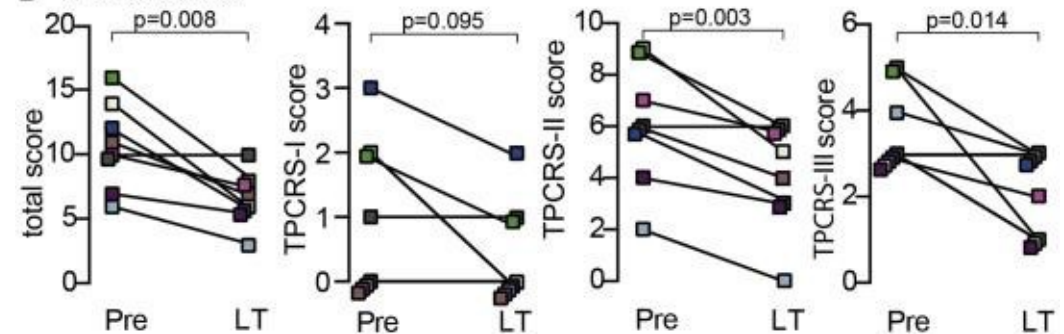 p=0.008
total score
20
15
10
5
0
Pre LT
p=0.095
TPCRS-I score
4
3
2
1
0
Pre LT
p=0.003
TPCRS-II score
10
8
6
4
2
0
Pre LT
p=0.014
TPCRS-III score
6
4
2
0
Pre LT